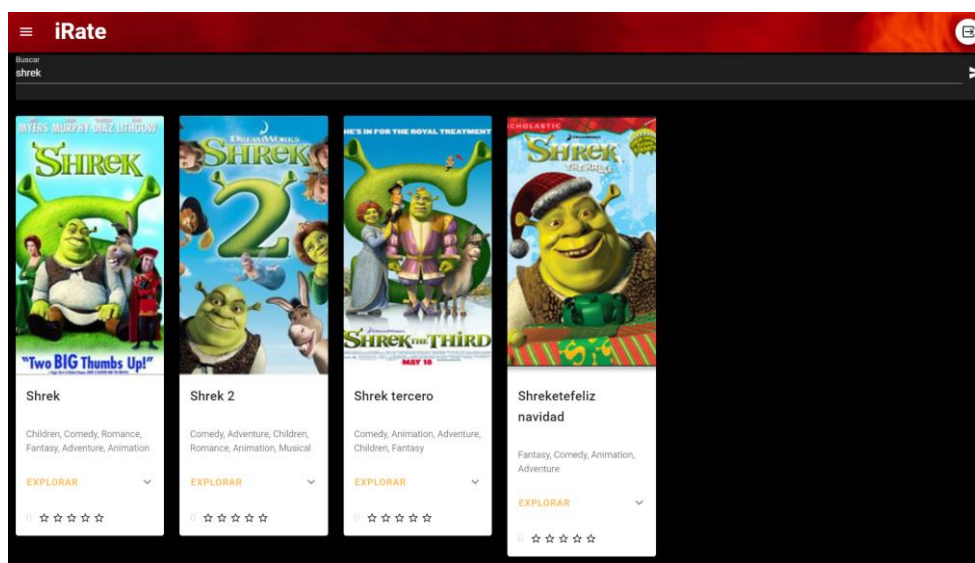 iRate
Buscar
shrek
MYERS MURPHY DIAZ LITHGOW
SHREK
"Two BIG Thumbs Up!"
Shrek
Children, Comedy, Romance,
Fantasy, Adventure, Animation
EXPLORAR
0
DREAMWORKS
SHREK
2
Shrek 2
Comedy, Adventure, Children,
Romance, Animation, Musical
EXPLORAR
0
HE'S IN FOR THE ROYAL TREATMENT
DREAMWORKS
SHREK THE THIRD
MAY 18
Shrek tercero
Comedy, Animation, Adventure,
Children, Fantasy
EXPLORAR
0
SCHOLASTIC
SHREK
THE HALLS
Shreketefeliz
navidad
Fantasy, Comedy, Animation,
Adventure
EXPLORAR
0